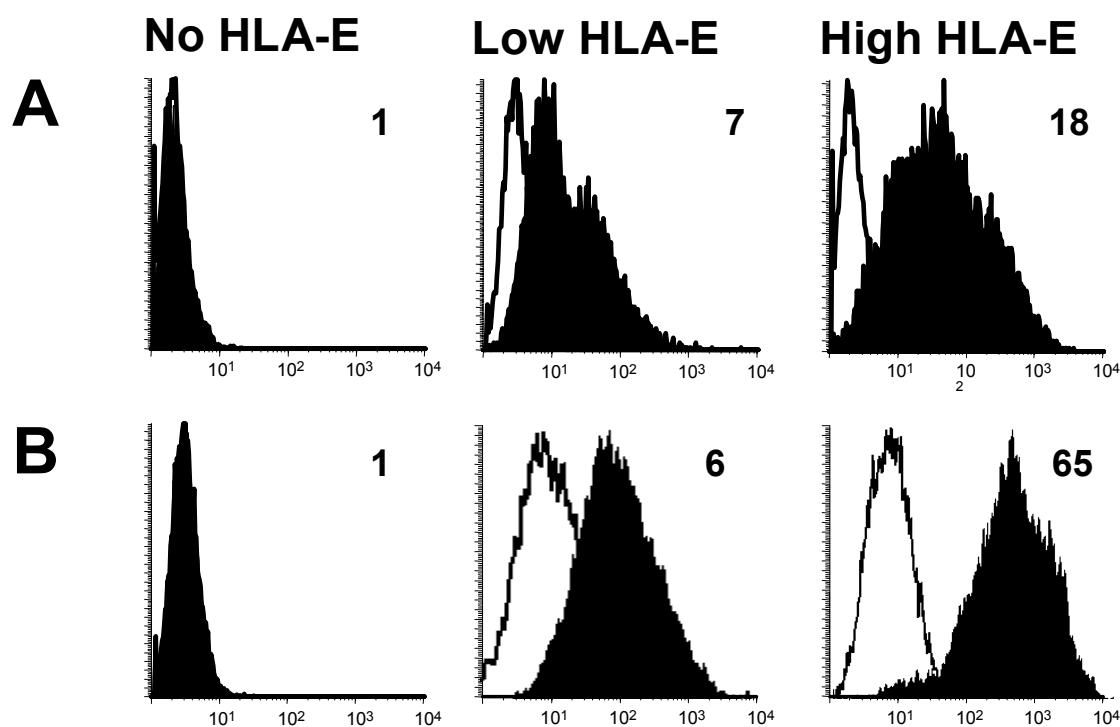 No HLA-E Low HLA-E High HLA-E
A
1 7 18
10¹ 10² 10³ 10⁴ 10¹ 10² 10³ 10⁴ 10¹ 10 10³ 10⁴
2
B
1 6 65
10¹ 10² 10³ 10⁴ 10¹ 10² 10³ 10⁴ 10¹ 10² 10³ 10⁴